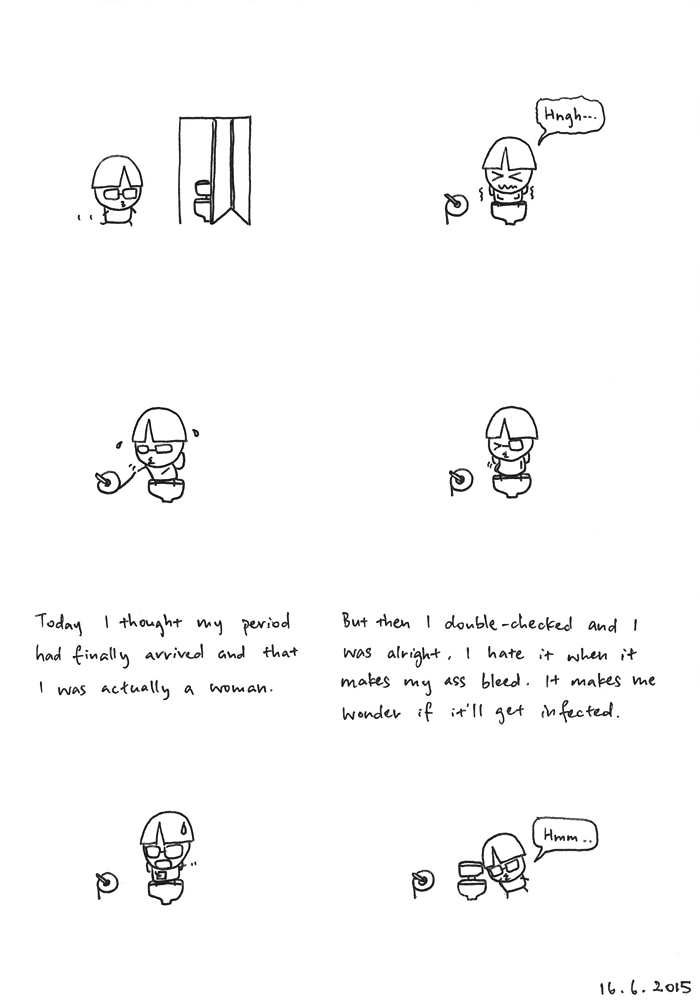 Hngh---
Today I thought my period
had finally arrived and that
I was actually a woman.
But then I double-checked and I
was alright. I hate it when it
makes my ass bleed. It makes me
wonder if it'll get infected.
Hmm..
16.6.2015